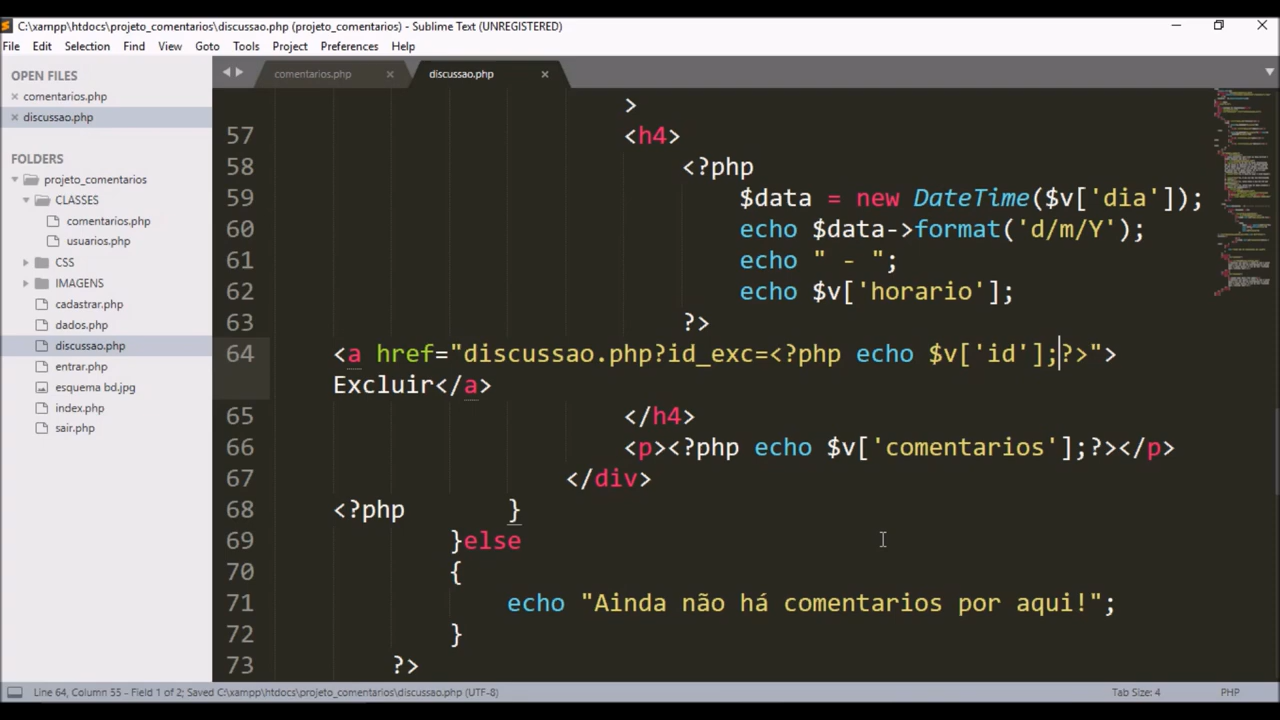 C:\xampp\htdocs\projeto_comentarios\discussao.php (projeto_comentarios) - Sublime Text (UNREGISTERED)
File Edit Selection Find View Goto Tools Project Preferences Help
OPEN FILES
comentarios.php
discussao.php
FOLDERS
projeto_comentarios
CLASSES
comentarios.php
usuarios.php
CSS
IMAGENS
cadastrar.php
dados.php
discussao.php
entrar.php
esquema bd.jpg
index.php
sair.php
comentarios.php discussao.php
>
57 <h4>
58 <?php
59 $data = new DateTime($v['dia']);
60 echo $data->format('d/m/Y');
61 echo " - ";
62 echo $v['horario'];
63 ?>
64 <a href="discussao.php?id_exc=<?php echo $v['id'];?>">
Excluir</a>
65 </h4>
66 <p><?php echo $v['comentarios'];?></p>
67 </div>
68 <?php }
69 }else
70 {
71 echo "Ainda não há comentarios por aqui!";
72 }
73 ?>
Line 64, Column 55 - Field 1 of 2; Saved C:\xampp\htdocs\projeto_comentarios\discussao.php (UTF-8) Tab Size: 4 PHP